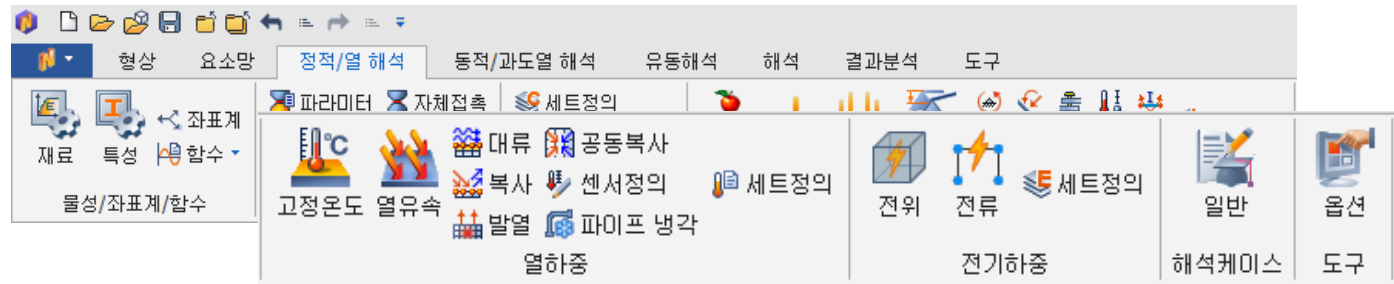 형상 요소망 정적/열 해석 동적/과도열 해석 유동해석 해석 결과분석 도구
파라미터 자체접촉 세트정의
좌표계
재료 특성 함수
물성/좌표계/함수
°C 대류 공동복사
복사 센서정의 세트정의
고정온도 열유속
발열 파이프 냉각
열하중
전위 전류 세트정의
전기하중
일반
해석케이스
옵션
도구